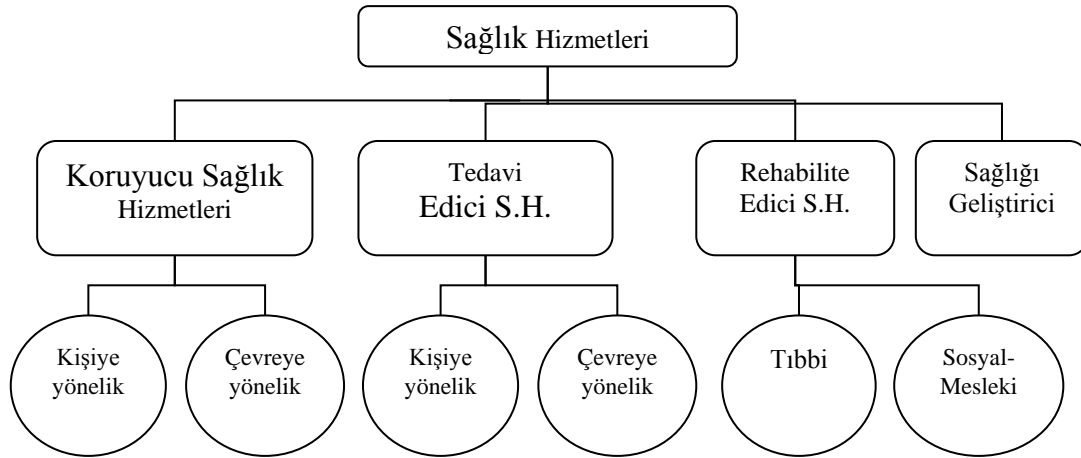 Sağlık Hizmetleri
Koruyucu Sağlık
Hizmetleri
Tedavi
Edici S.H.
Rehabilite
Edici S.H.
Sağlığı
Geliştirici
Kişiye
yönelik
Çevreye
yönelik
Kişiye
yönelik
Çevreye
yönelik
Tıbbi
Sosyal-
Mesleki